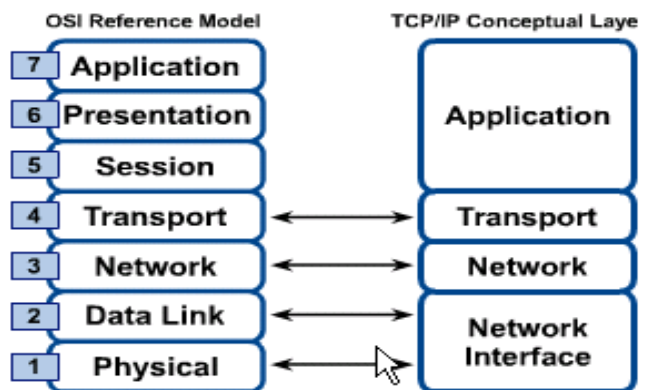 OSI Reference Model
TCP/IP Conceptual Laye
7 Application
6 Presentation
5 Session
4 Transport
3 Network
2 Data Link
1 Physical
Application
Transport
Network
Network
Interface